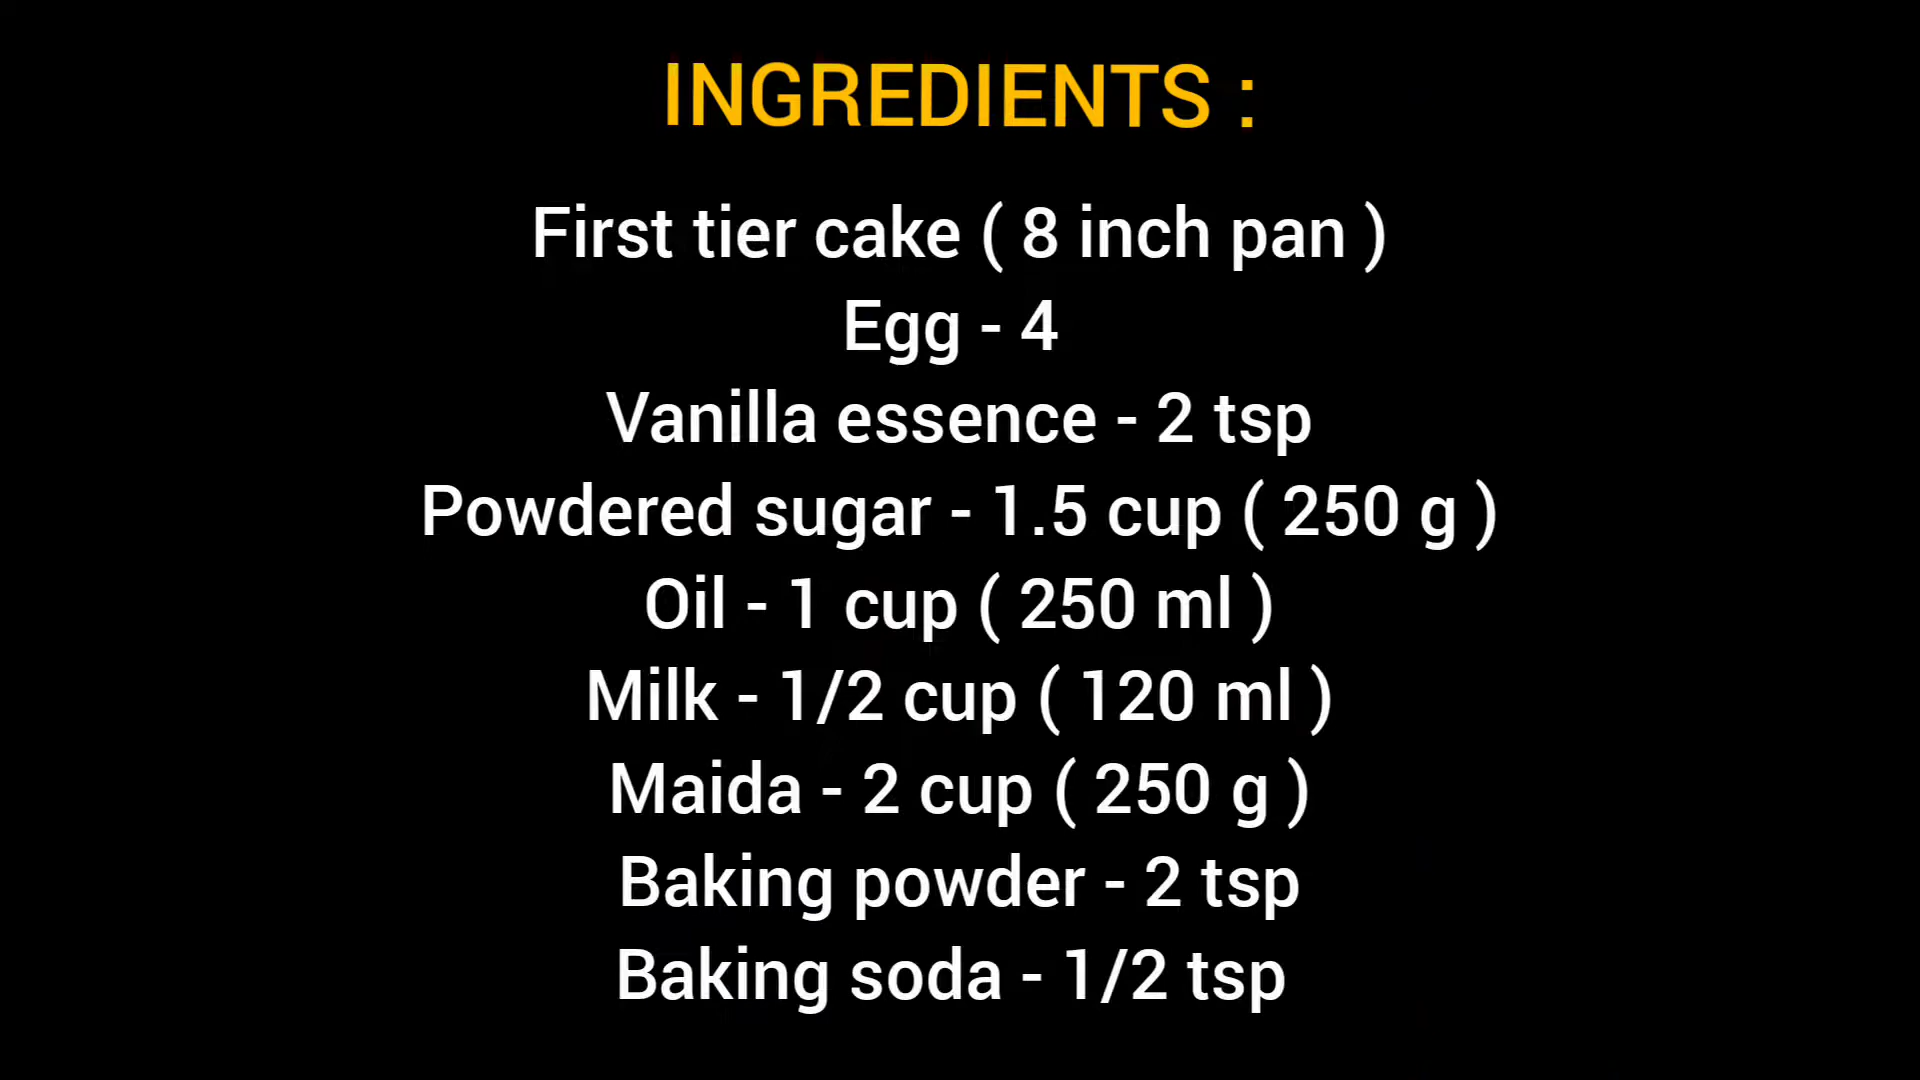 INGREDIENTS :
First tier cake ( 8 inch pan )
Egg - 4
Vanilla essence - 2 tsp
Powdered sugar - 1.5 cup ( 250 g )
Oil - 1 cup ( 250 ml )
Milk - 1/2 cup ( 120 ml )
Maida - 2 cup ( 250 g )
Baking powder - 2 tsp
Baking soda - 1/2 tsp